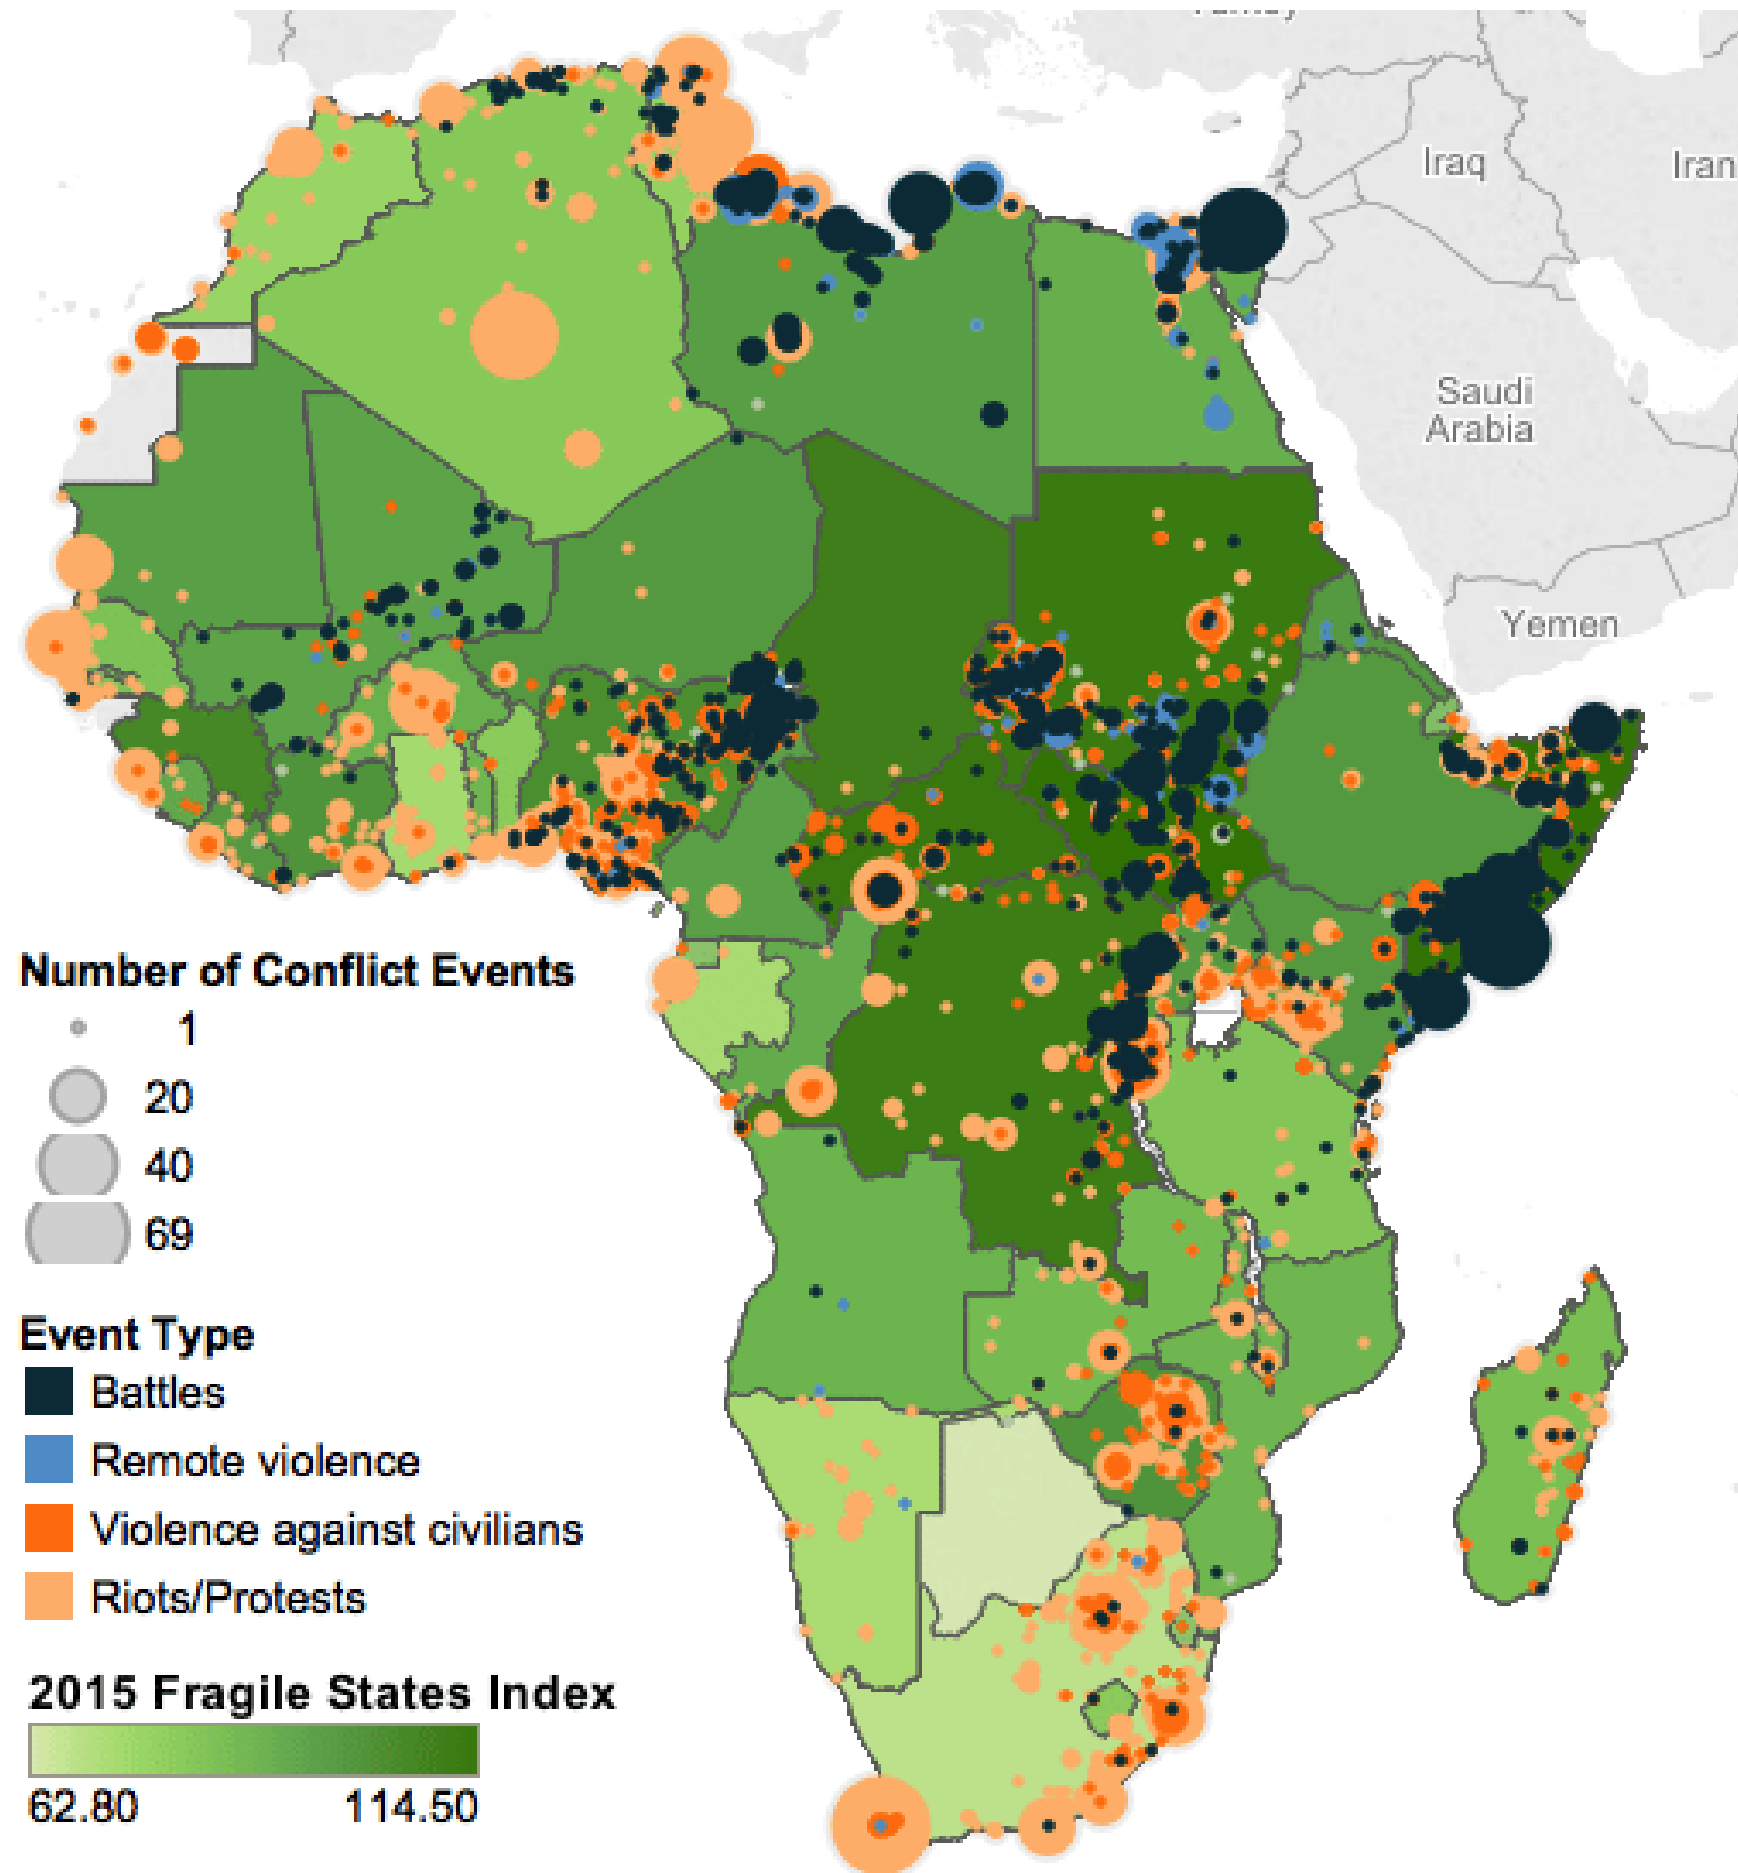 Iraq
Iran
Saudi
Arabia
Yemen
Number of Conflict Events
1
20
40
69
Event Type
Battles
Remote violence
Violence against civilians
Riots/Protests
2015 Fragile States Index
62.80 114.50